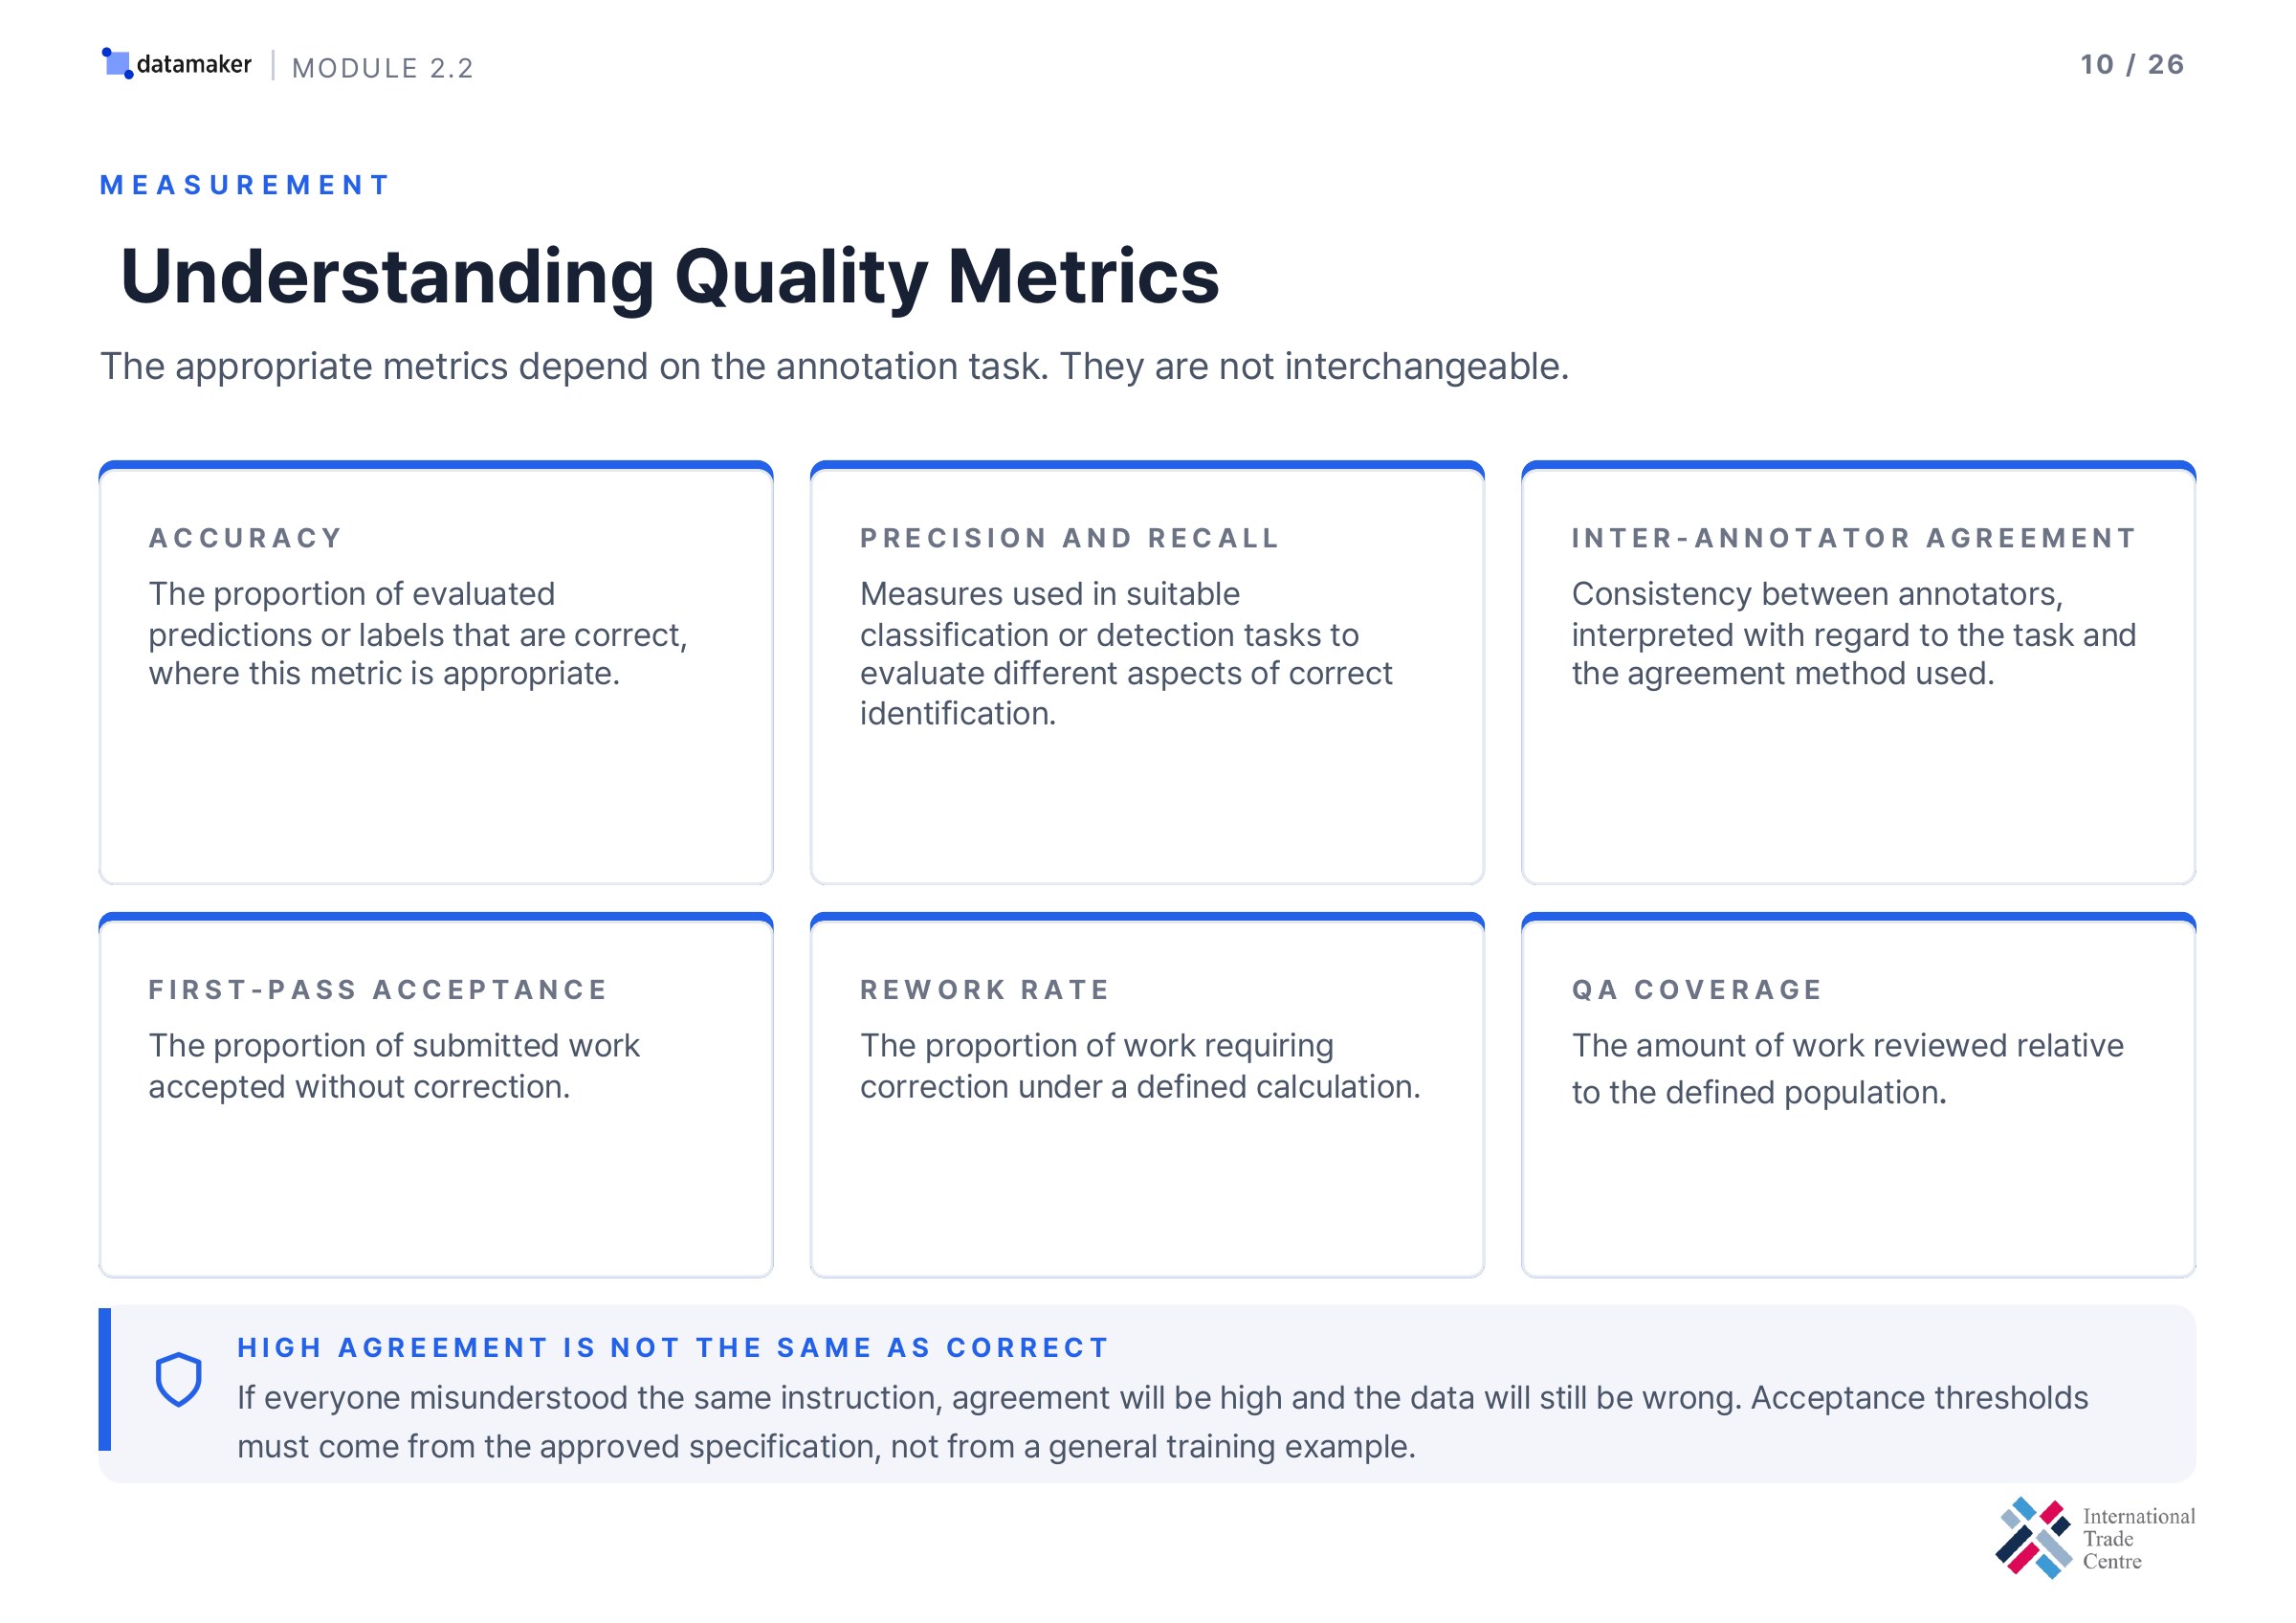 datamaker
MODULE 2.2
10 / 26
MEASUREMENT
Understanding Quality Metrics
The appropriate metrics depend on the annotation task. They are not interchangeable.
ACCURACY
The proportion of evaluated
predictions or labels that are correct,
where this metric is appropriate.
PRECISION AND RECALL
Measures used in suitable
classification or detection tasks to
evaluate different aspects of correct
identification.
INTER-ANNOTATOR AGREEMENT
Consistency between annotators,
interpreted with regard to the task and
the agreement method used.
FIRST-PASS ACCEPTANCE
The proportion of submitted work
accepted without correction.
REWORK RATE
The proportion of work requiring
correction under a defined calculation.
QA COVERAGE
The amount of work reviewed relative
to the defined population.
HIGH AGREEMENT IS NOT THE SAME AS CORRECT
If everyone misunderstood the same instruction, agreement will be high and the data will still be wrong. Acceptance thresholds
must come from the approved specification, not from a general training example.
International
Trade
Centre